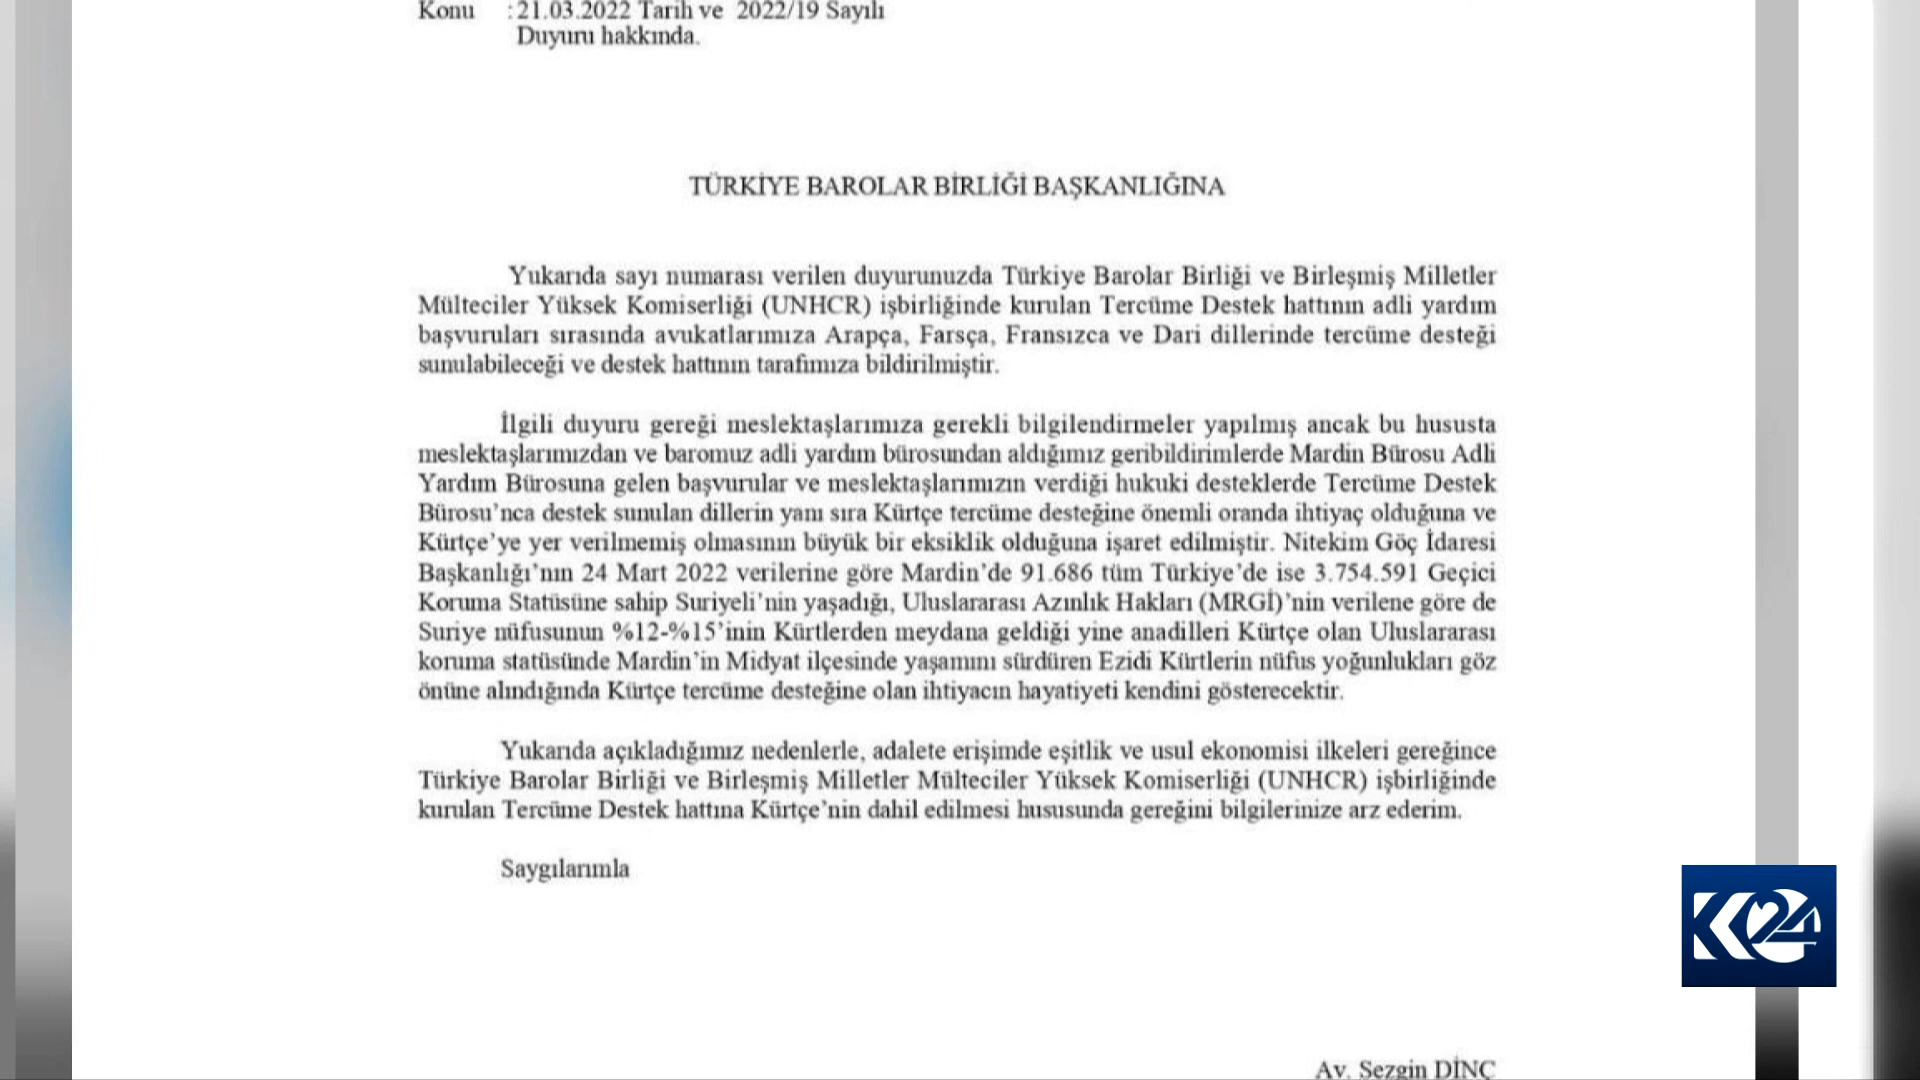 Konu : 21.03.2022 Tarih ve 2022/19 Sayılı
Duyuru hakkında.
TÜRKİYE BAROLAR BİRLİĞİ BAŞKANLIĞINA
Yukarıda sayı numarası verilen duyurunuzda Türkiye Barolar Birliği ve Birleşmiş Milletler
Mülteciler Yüksek Komiserliği (UNHCR) işbirliğinde kurulan Tercüme Destek hattının adli yardım
başvuruları sırasında avukatlarımıza Arapça, Farsça, Fransızca ve Dari dillerinde tercüme desteği
sunulabileceği ve destek hattının tarafımıza bildirilmiştir.
İlgili duyuru gereği meslektaşlarımıza gerekli bilgilendirmeler yapılmış ancak bu hususta
meslektaşlarımızdan ve baromuz adli yardım bürosundan aldığımız geribildirimlerde Mardin Bürosu Adli
Yardım Bürosuna gelen başvurular ve meslektaşlarımızın verdiği hukuki desteklerde Tercüme Destek
Bürosu’nca destek sunulan dillerin yanı sıra Kürtçe tercüme desteğine önemli oranda ihtiyaç olduğuna ve
Kürtçe’ye yer verilmemiş olmasının büyük bir eksiklik olduğuna işaret edilmiştir. Nitekim Göç İdaresi
Başkanlığı’nın 24 Mart 2022 verilerine göre Mardin’de 91.686 tüm Türkiye’de ise 3.754.591 Geçici
Koruma Statüsüne sahip Suriyeli’nin yaşadığı, Uluslararası Azınlık Hakları (MRGİ)’nin verilene göre de
Suriye nüfusunun %12-%15’inin Kürtlerden meydana geldiği yine anadilleri Kürtçe olan Uluslararası
koruma statüsünde Mardin’in Midyat ilçesinde yaşamını sürdüren Ezidi Kürtlerin nüfus yoğunlukları göz
önüne alındığında Kürtçe tercüme desteğine olan ihtiyacın hayatiyeti kendini gösterecektir.
Yukarıda açıkladığımız nedenlerle, adalete erişimde eşitlik ve usul ekonomisi ilkeleri gereğince
Türkiye Barolar Birliği ve Birleşmiş Milletler Mülteciler Yüksek Komiserliği (UNHCR) işbirliğinde
kurulan Tercüme Destek hattına Kürtçe’nin dahil edilmesi hususunda gereğini bilgilerinize arz ederim.
Saygılarımla
K24
Av. Sezgin DİNÇ